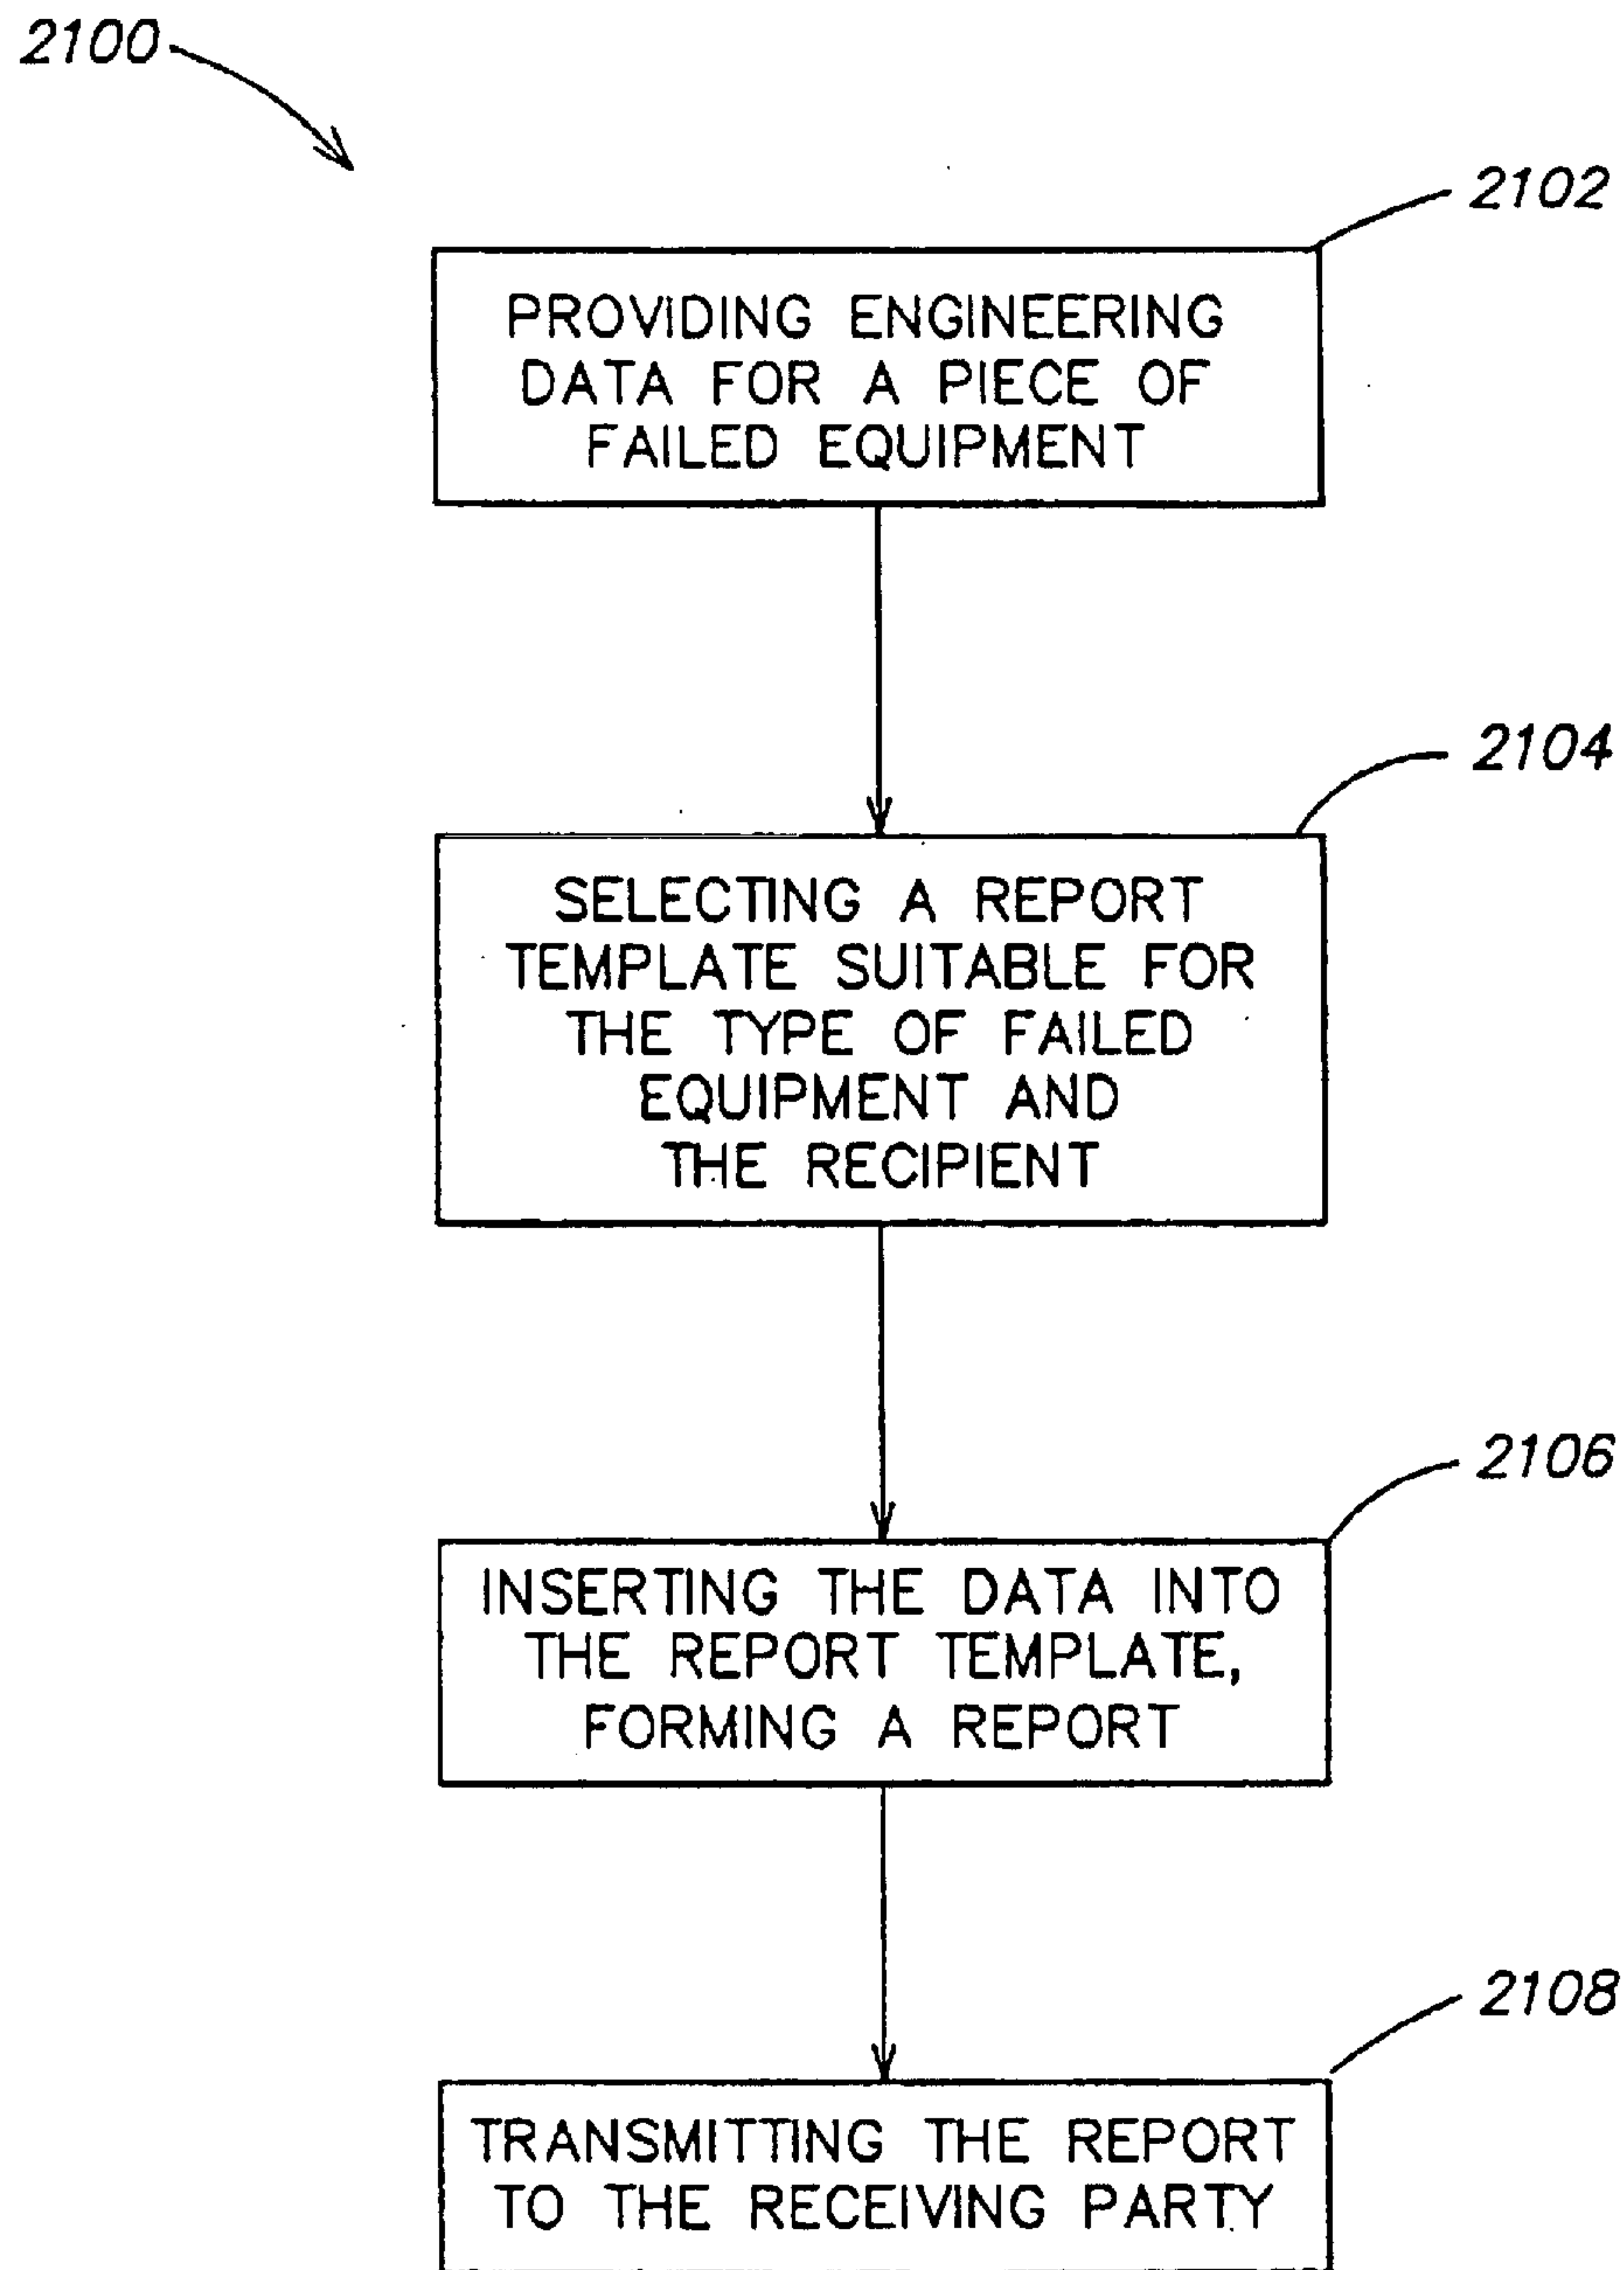 2100
2102
PROVIDING ENGINEERING
DATA FOR A PIECE OF
FAILED EQUIPMENT
2104
SELECTING A REPORT
TEMPLATE SUITABLE FOR
THE TYPE OF FAILED
EQUIPMENT AND
THE RECIPIENT
2106
INSERTING THE DATA INTO
THE REPORT TEMPLATE,
FORMING A REPORT
2108
TRANSMITTING THE REPORT
TO THE RECEIVING PARTY